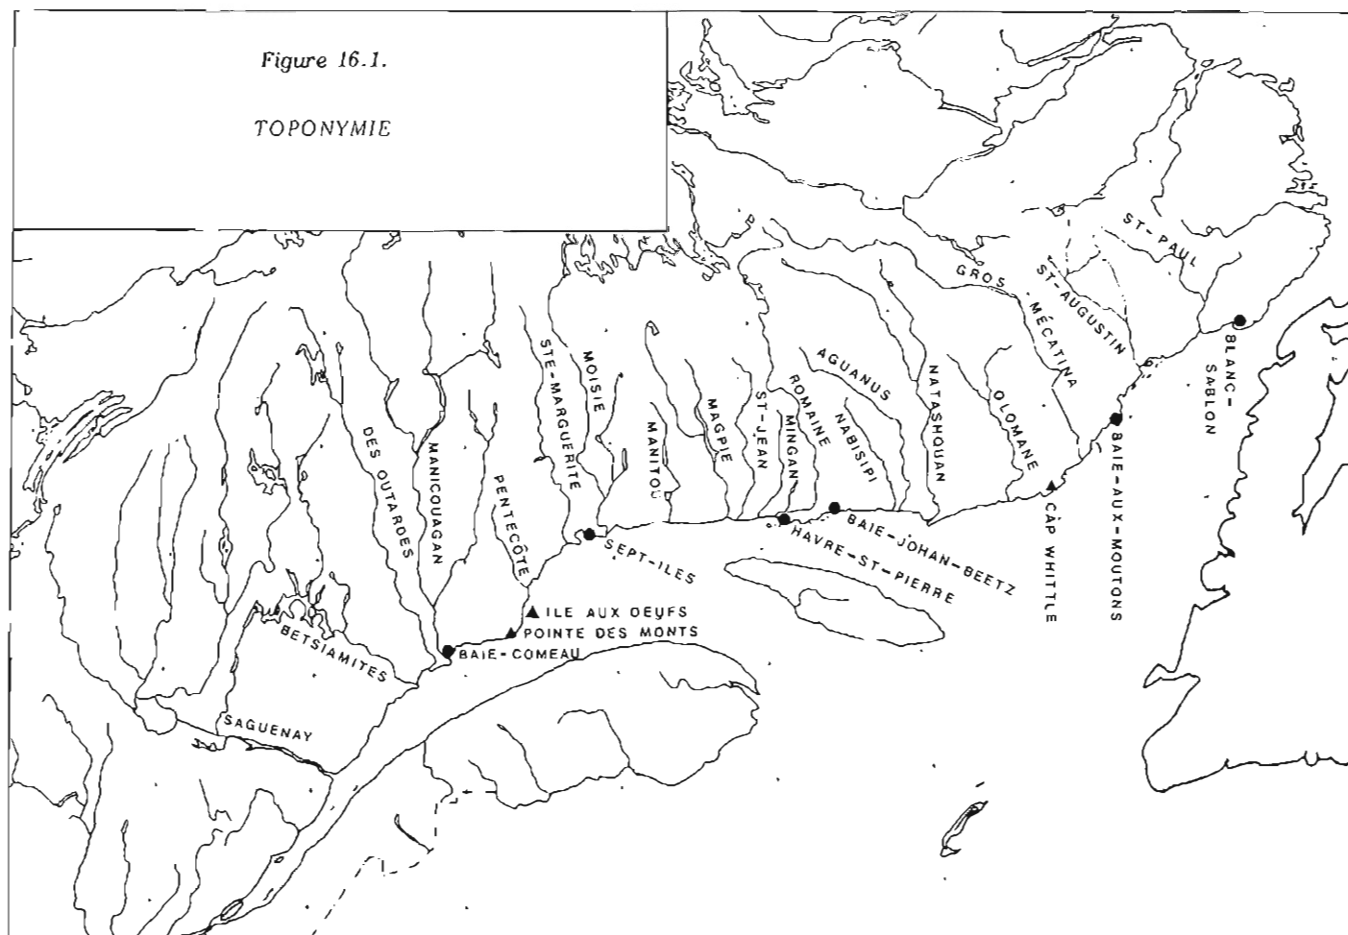 Figure 16.1.
TOPONYMIE
ST-PAUL
ST-AUGUSTIN
GROS MÉCATINA
BLANC-
SABLON
STE-MARGUERITE
MOISIE
MANITOU
MAGPIE
ST-JEAN
MINGAN
ROMAINE
AGUANUS
NABISIPI
NATASHQUAN
OLOMANE
DES OUTARDES
MANICOUAGAN
PENTECÔTE
SEPT-ILES
HAVRE-ST-PIERRE
BAIE-JOHAN-BEETZ
CAP WHITTLE
BAIE-AUX-MOUTONS
ILE AUX OEUFS
POINTE DES MONTS
BAIE-COMEAU
BETSIAMITES
SAGUENAY